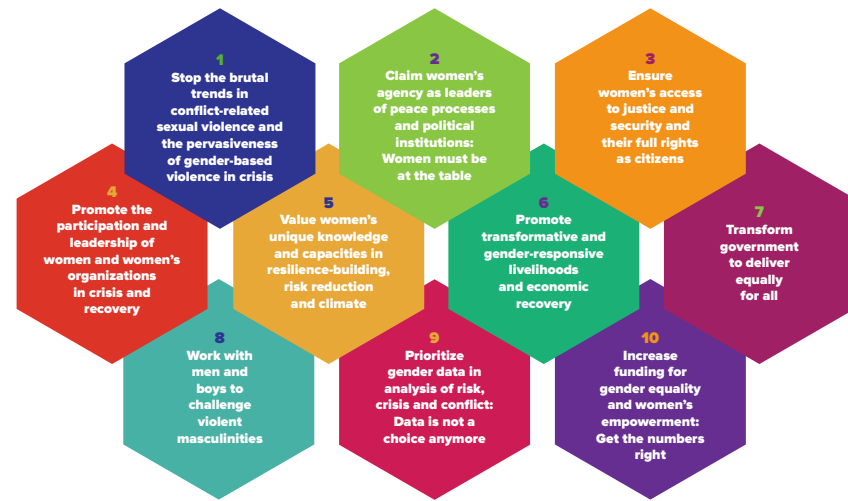 1
Stop the brutal
trends in
conflict-related
sexual violence and
the pervasiveness
of gender-based
violence in crisis
2
Claim women's
agency as leaders
of peace processes
and political
institutions:
Women must be
at the table
3
Ensure
women's access
to justice and
security and
their full rights
as citizens
4
Promote the
participation and
leadership of
women and women's
organizations
in crisis and
recovery
5
Value women's
unique knowledge
and capacities in
resilience-building,
risk reduction
and climate
6
Promote
transformative and
gender-responsive
livelihoods
and economic
recovery
7
Transform
government
to deliver
equally
for all
8
Work with
men and
boys to
challenge
violent
masculinities
9
Prioritize
gender data in
analysis of risk,
crisis and conflict:
Data is not a
choice anymore
10
Increase
funding for
gender equality
and women's
empowerment:
Get the numbers
right